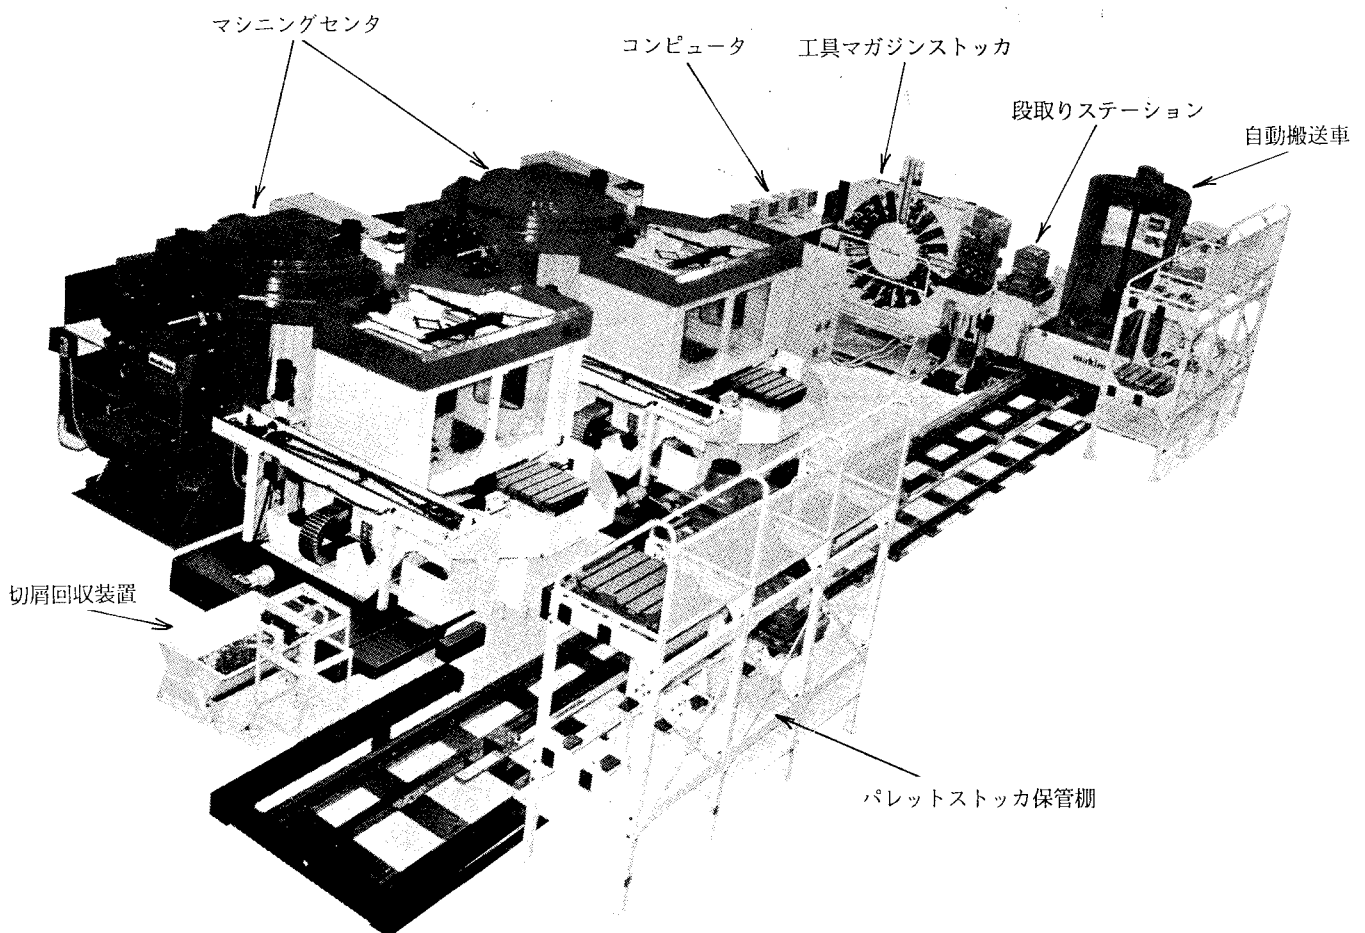 マシニングセンタ
コンピュータ
工具マガジンストッカ
段取りステーション
自動搬送車
切屑回収装置
パレットストッカ保管棚